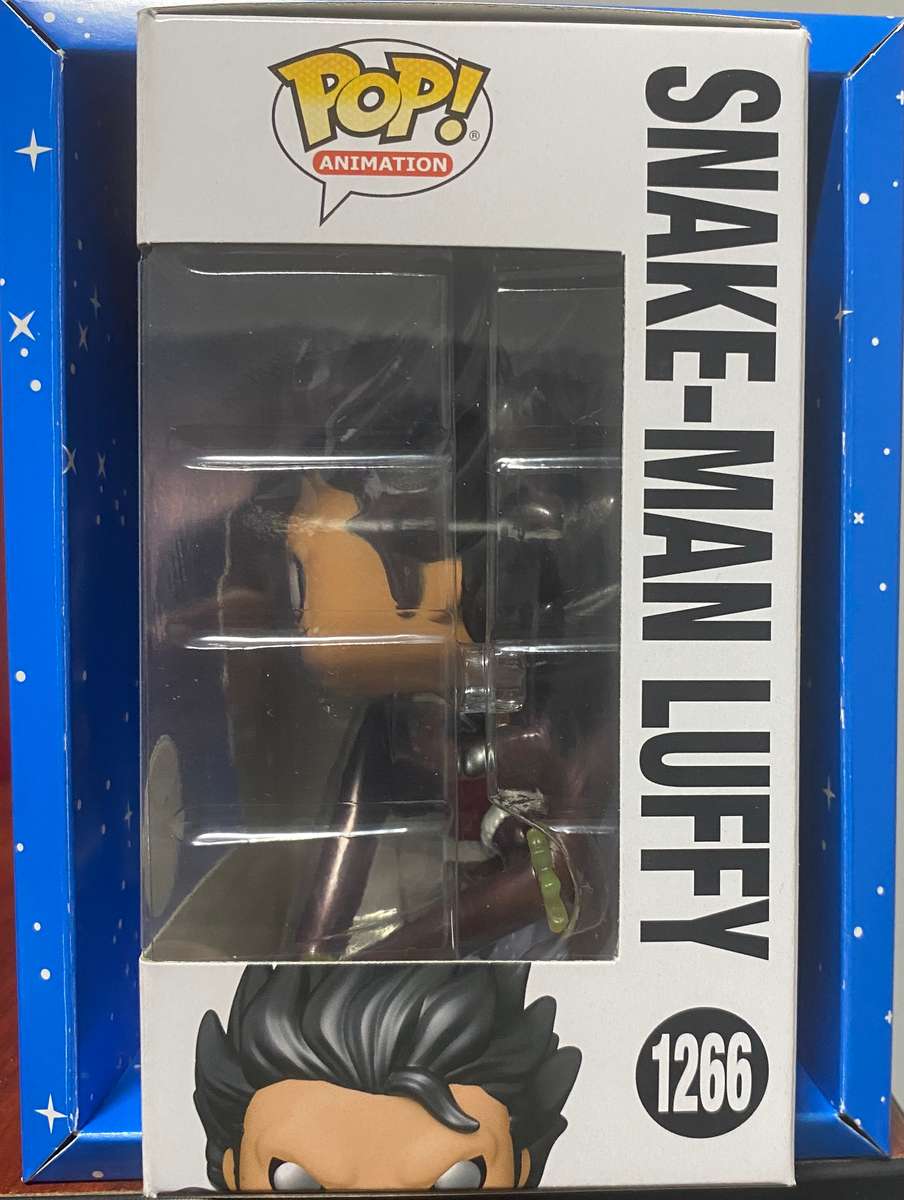 POP!
®
ANIMATION
SNAKE-MAN LUFFY
1266